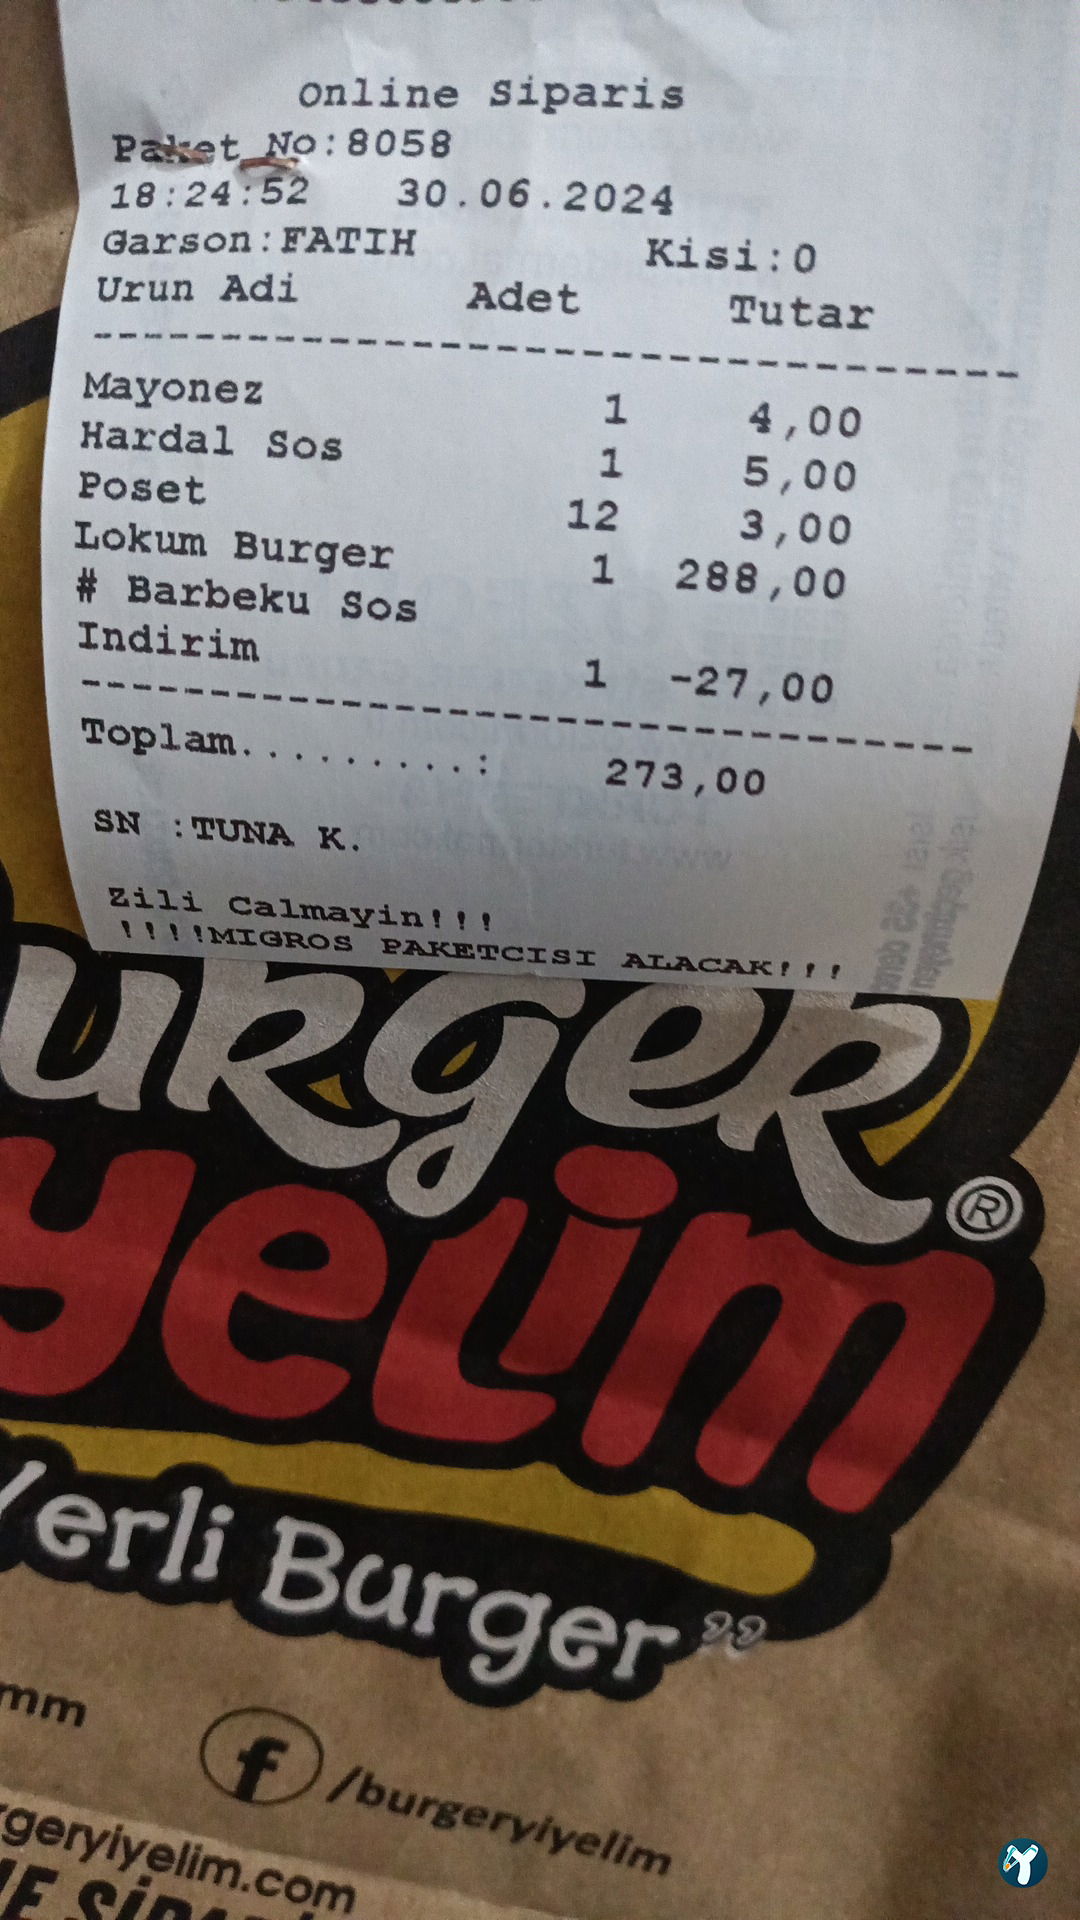 Online Siparis
Paket No:8058
18:24:52 30.06.2024
Garson:FATIH Kisi:0
Urun Adi Adet Tutar
Mayonez 1 4,00
Hardal Sos 1 5,00
Poset 12 3,00
Lokum Burger 1 288,00
# Barbeku Sos
Indirim 1 -27,00
Toplam.........: 273,00
SN :TUNA K.
Zili Calmayin!!!
!!!!MIGROS PAKETCISI ALACAK!!!
urger
yelim®
Yerli Burger”
mm
f /burgeryiyelim
rgeryiyelim.com